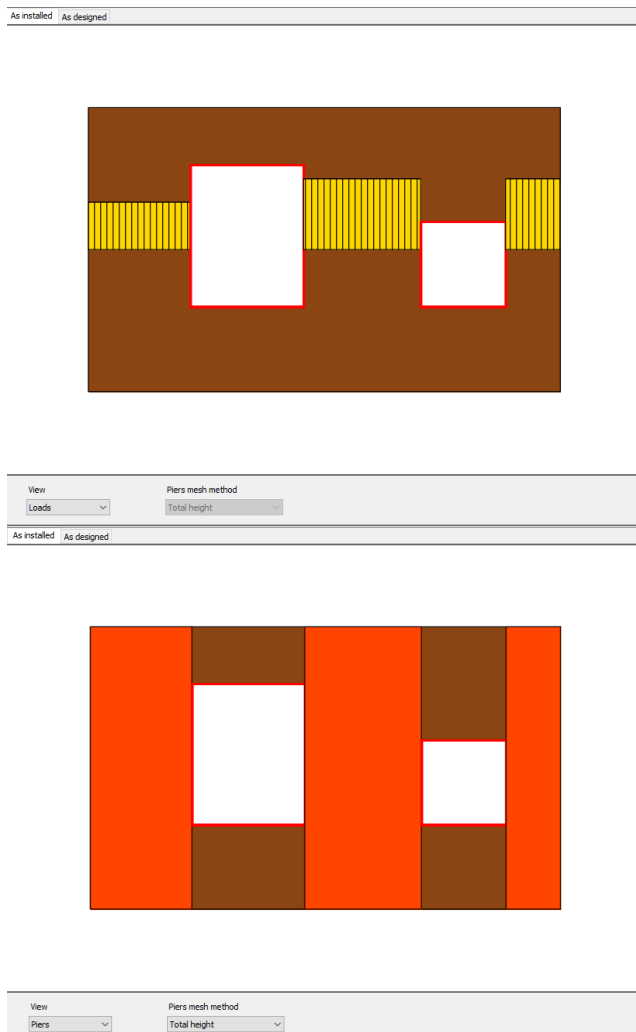 As installed As designed
View Piers mesh method
Loads Total height
As installed As designed
View Piers mesh method
Piers Total height